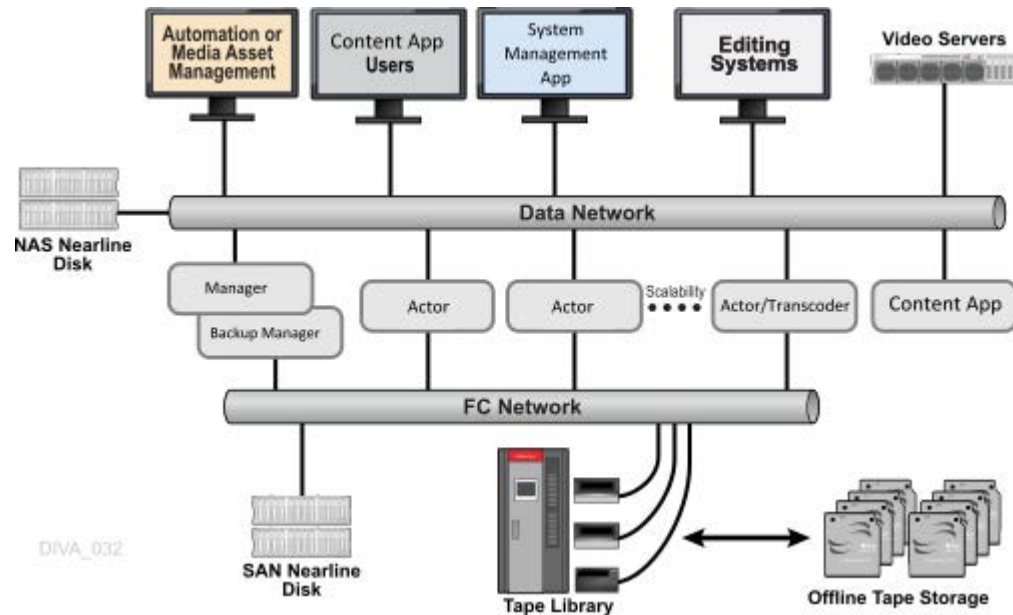 Automation or
Media Asset
Management
Content App
Users
System
Management
App
Editing
Systems
Video Servers
Data Network
NAS Nearline
Disk
Manager
Backup Manager
Actor
Actor
Scalability
Actor/Transcoder
Content App
FC Network
SAN Nearline
Disk
Tape Library
Offline Tape Storage
DIVA_032